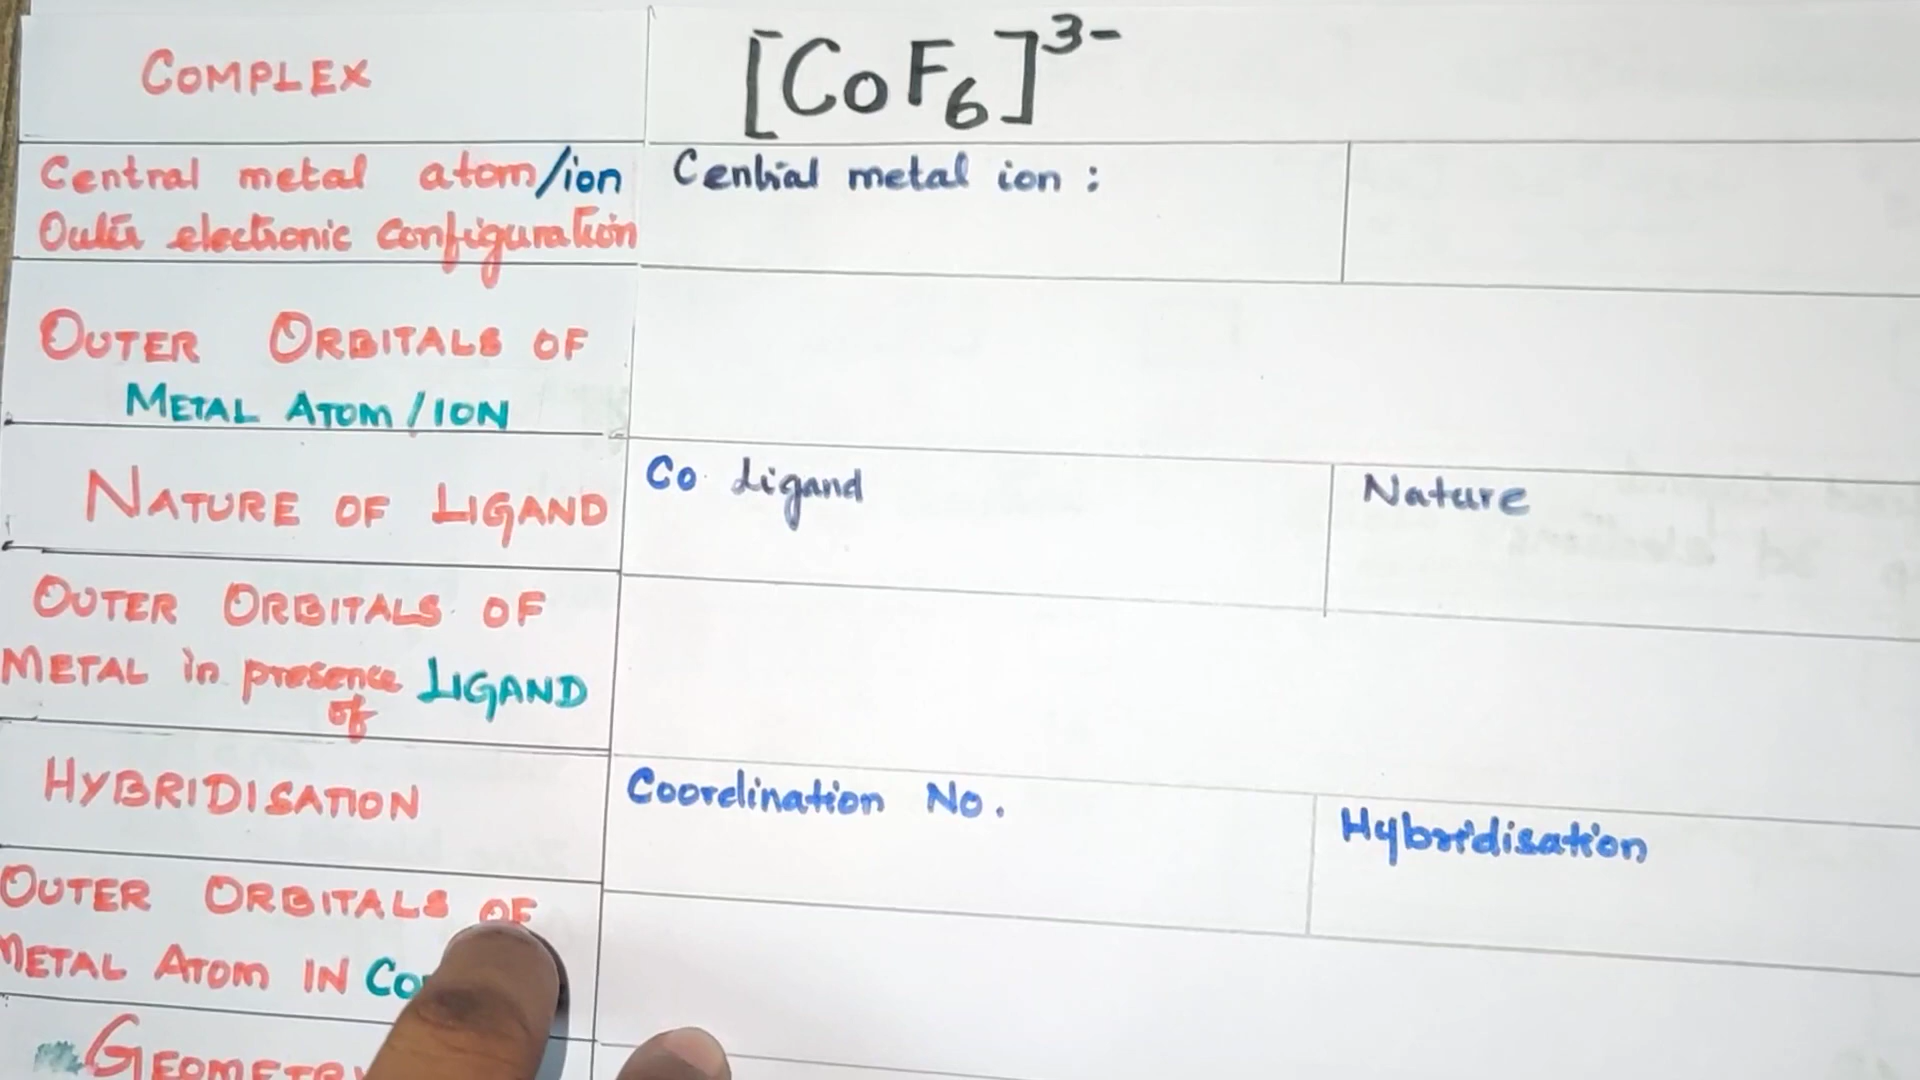 COMPLEX
[CoF6]3-
Central metal atom/ion
Outer electronic configuration
Central metal ion :
OUTER ORBITALS OF
METAL ATOM/ION
NATURE OF LIGAND
Co Ligand
Nature
OUTER ORBITALS OF
METAL in presence LIGAND
of
HYBRIDISATION
Coordination No.
Hybridisation
OUTER ORBITALS OF
METAL ATOM IN